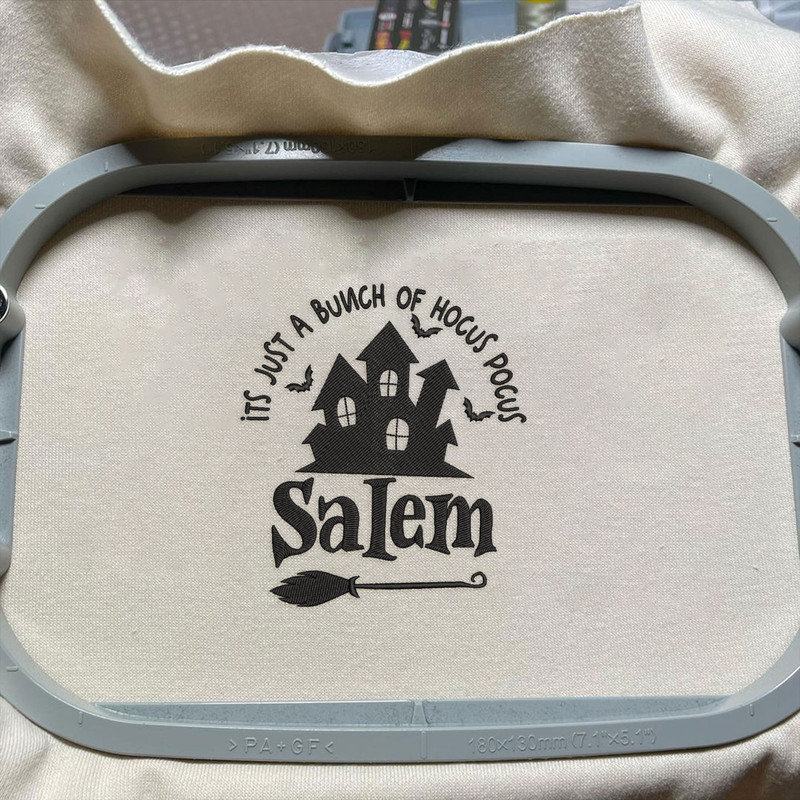 iTS JUST A BUNCH OF HOCUS POCUS
Salem
>PA+GF<
180x130mm (7.1"x5.1")